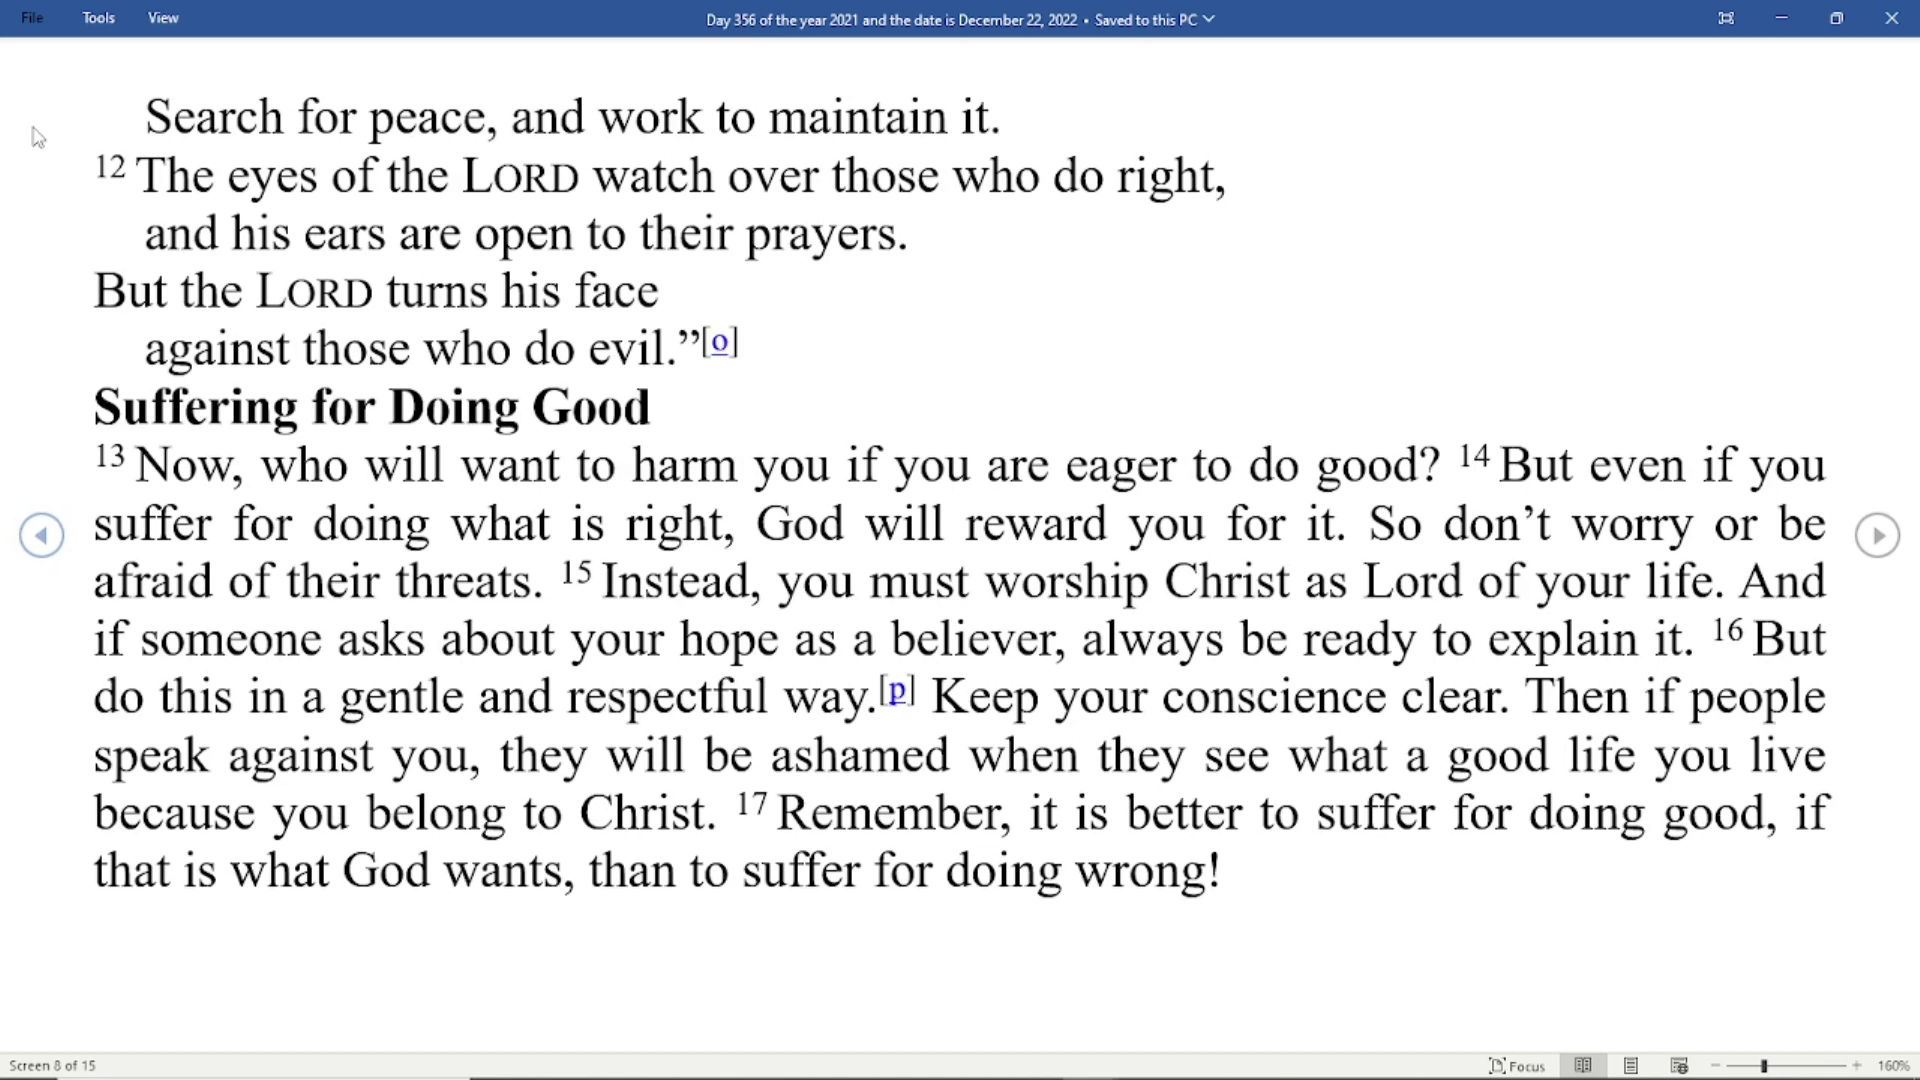 File Tools View Day 356 of the year 2021 and the date is December 22, 2022 • Saved to this PC
Search for peace, and work to maintain it.
12 The eyes of the LORD watch over those who do right,
and his ears are open to their prayers.
But the LORD turns his face
against those who do evil.”[o]
Suffering for Doing Good
13 Now, who will want to harm you if you are eager to do good? 14 But even if you
suffer for doing what is right, God will reward you for it. So don’t worry or be
afraid of their threats. 15 Instead, you must worship Christ as Lord of your life. And
if someone asks about your hope as a believer, always be ready to explain it. 16 But
do this in a gentle and respectful way.[p] Keep your conscience clear. Then if people
speak against you, they will be ashamed when they see what a good life you live
because you belong to Christ. 17 Remember, it is better to suffer for doing good, if
that is what God wants, than to suffer for doing wrong!
Screen 8 of 15 Focus 160%